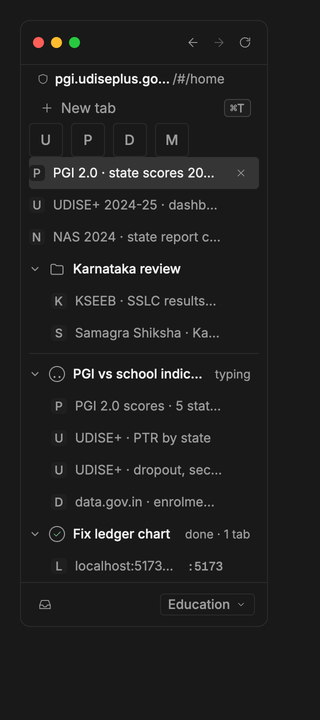 pgi.udiseplus.go... /#/home
New tab ⌘T
U P D M
P PGI 2.0 · state scores 20...
U UDISE+ 2024-25 · dashb...
N NAS 2024 · state report c...
Karnataka review
K KSEEB · SSLC results...
S Samagra Shiksha · Ka...
PGI vs school indic... typing
P PGI 2.0 scores · 5 stat...
U UDISE+ · PTR by state
U UDISE+ · dropout, sec...
D data.gov.in · enrolme...
Fix ledger chart done · 1 tab
L localhost:5173... :5173
Education